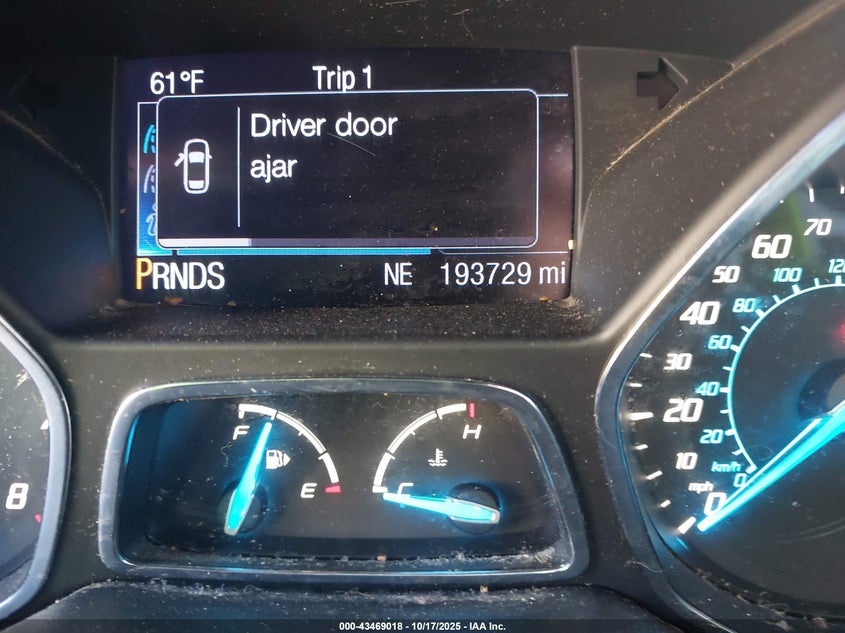 61°F Trip 1
Driver door
ajar
PRNDS NE 193729 mi
F E
C H
8
0 10 20 30 40 50 60 70
mph
km/h
0 20 40 60 80 100
000-43469018 - 10/17/2025 - IAA Inc.